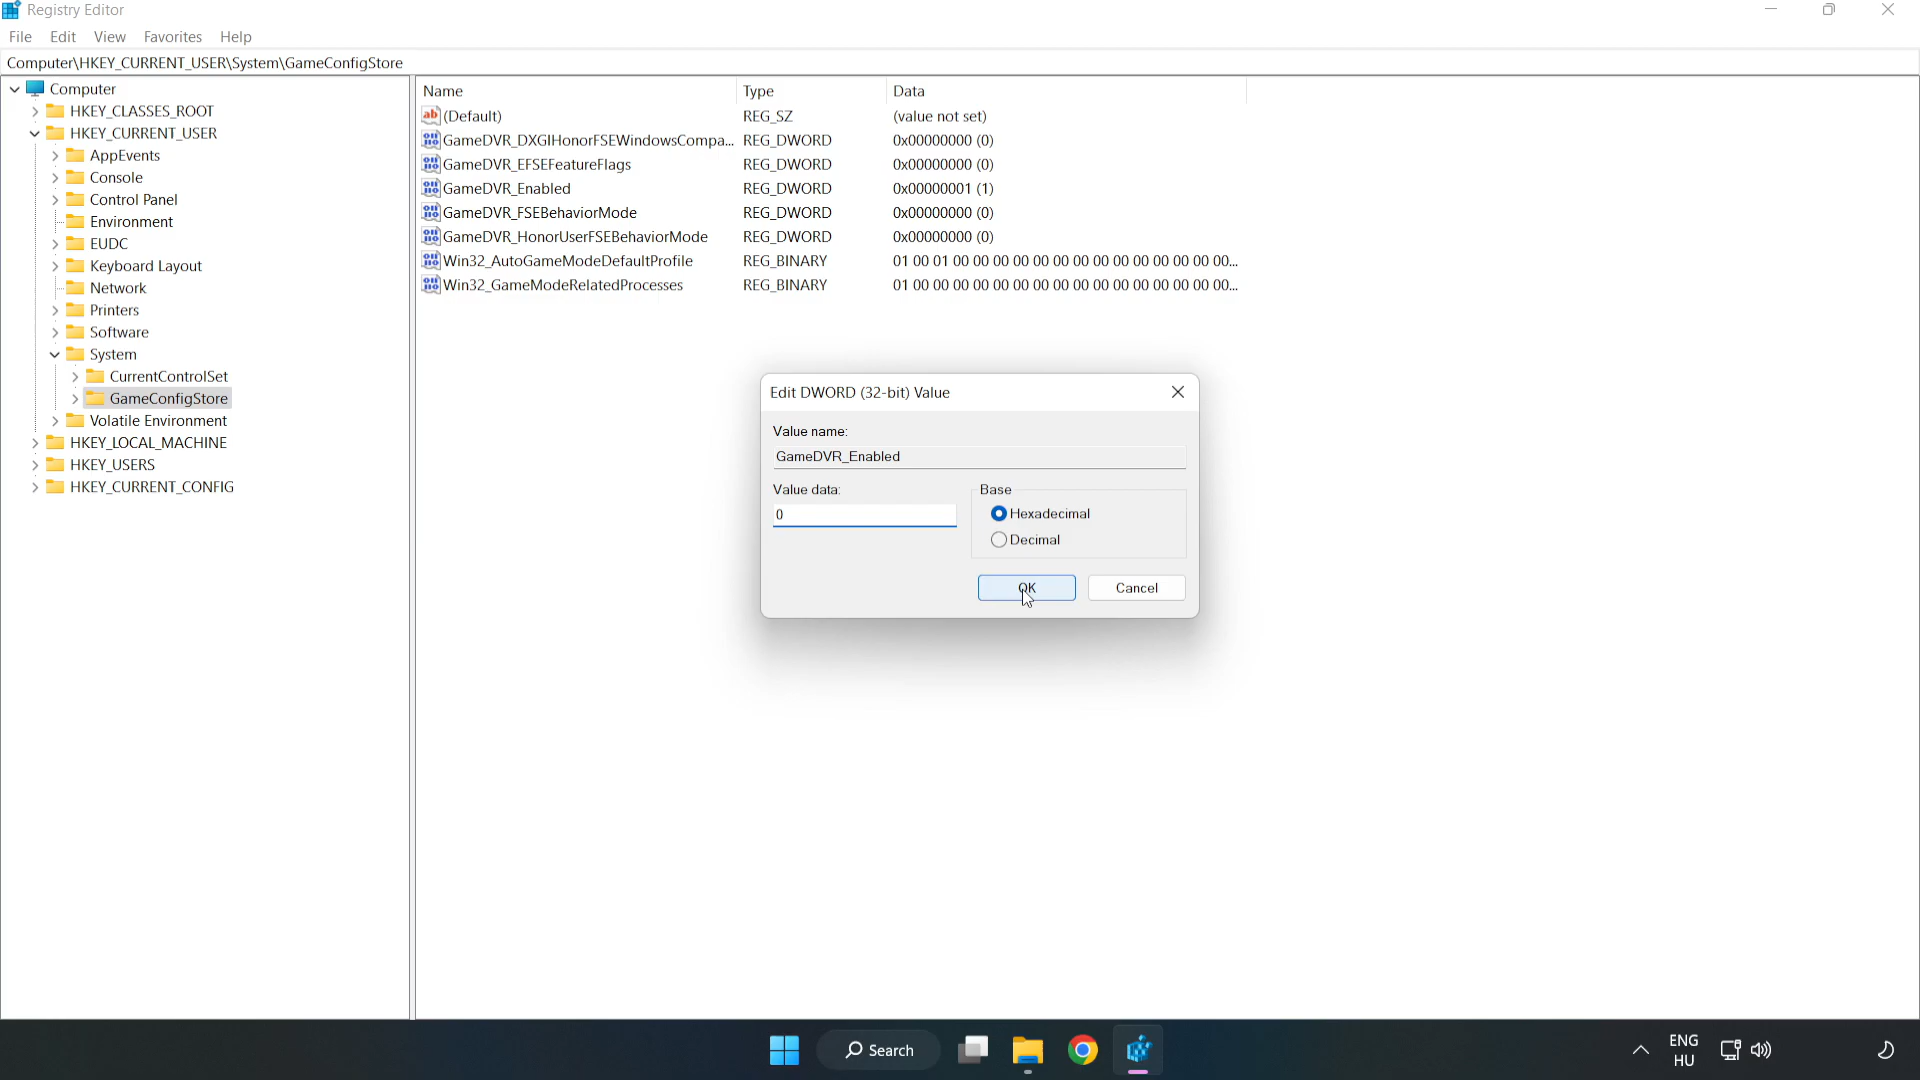 Registry Editor
File Edit View Favorites Help
Computer\HKEY_CURRENT_USER\System\GameConfigStore
Computer
HKEY_CLASSES_ROOT
HKEY_CURRENT_USER
AppEvents
Console
Control Panel
Environment
EUDC
Keyboard Layout
Network
Printers
Software
System
CurrentControlSet
GameConfigStore
Volatile Environment
HKEY_LOCAL_MACHINE
HKEY_USERS
HKEY_CURRENT_CONFIG
Name Type Data
(Default) REG_SZ (value not set)
GameDVR_DXGIHonorFSEWindowsCompa... REG_DWORD 0x00000000 (0)
GameDVR_EFSEFeatureFlags REG_DWORD 0x00000000 (0)
GameDVR_Enabled REG_DWORD 0x00000001 (1)
GameDVR_FSEBehaviorMode REG_DWORD 0x00000000 (0)
GameDVR_HonorUserFSEBehaviorMode REG_DWORD 0x00000000 (0)
Win32_AutoGameModeDefaultProfile REG_BINARY 01 00 01 00 00 00 00 00 00 00 00 00 00 00 00 00 00...
Win32_GameModeRelatedProcesses REG_BINARY 01 00 00 00 00 00 00 00 00 00 00 00 00 00 00 00 00...
Edit DWORD (32-bit) Value
Value name:
GameDVR_Enabled
Value data:
0
Base
Hexadecimal
Decimal
OK Cancel
Search
ENG
HU